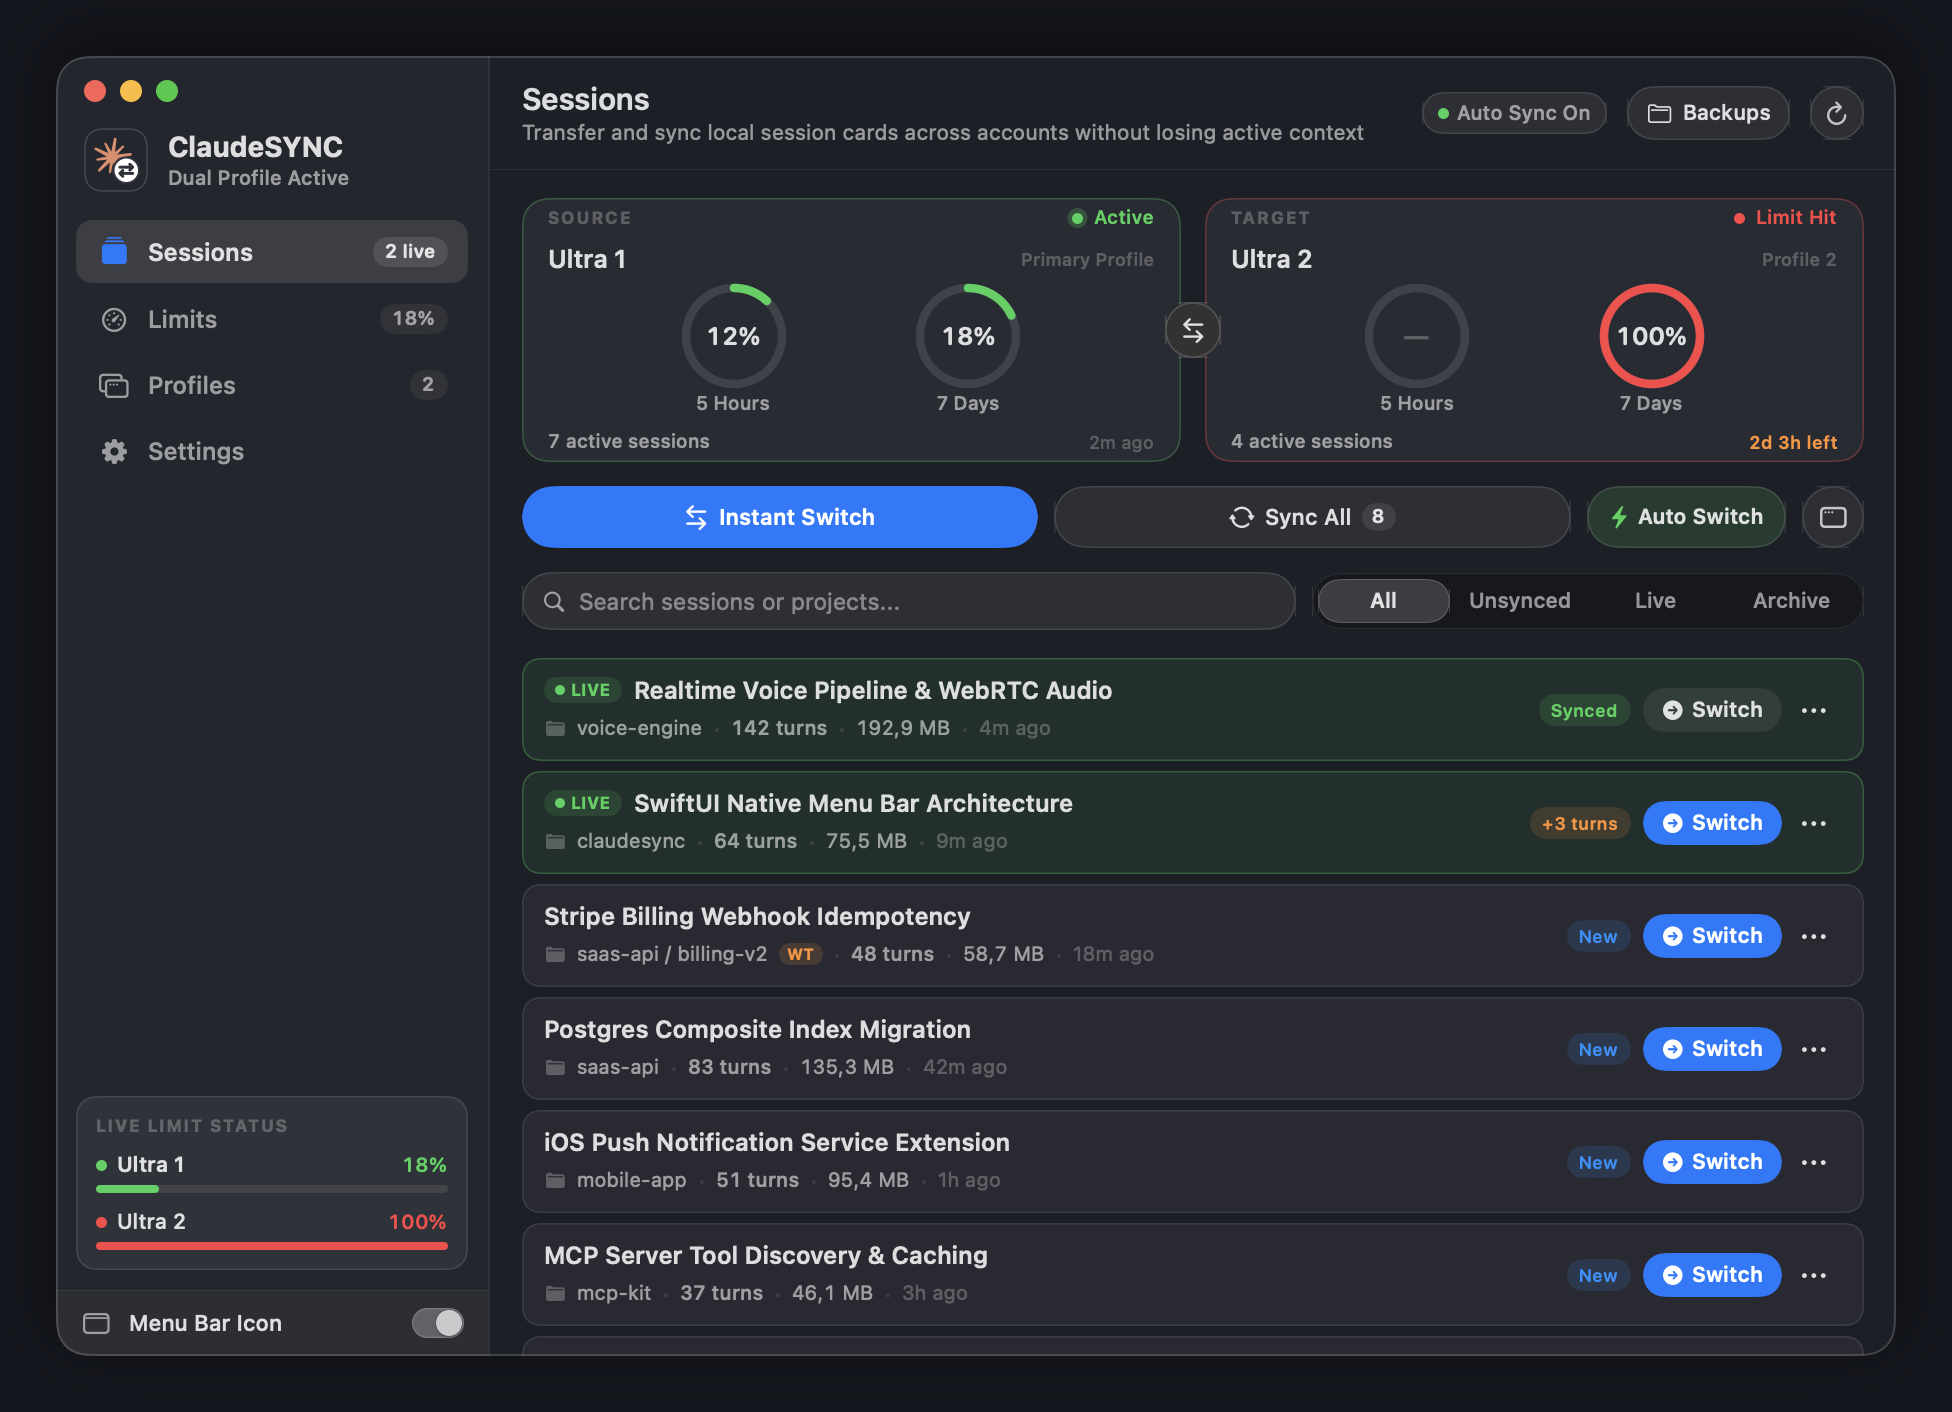 ClaudeSYNC
Dual Profile Active
Sessions
2 live
Limits
18%
Profiles
2
Settings
LIVE LIMIT STATUS
Ultra 1
18%
Ultra 2
100%
Menu Bar Icon
Sessions
Transfer and sync local session cards across accounts without losing active context
Auto Sync On
Backups
SOURCE
Active
Ultra 1
Primary Profile
12%
18%
5 Hours
7 Days
7 active sessions
2m ago
TARGET
Limit Hit
Ultra 2
Profile 2
—
100%
5 Hours
7 Days
4 active sessions
2d 3h left
Instant Switch
Sync All 8
Auto Switch
Search sessions or projects...
All
Unsynced
Live
Archive
LIVE Realtime Voice Pipeline & WebRTC Audio
voice-engine · 142 turns · 192,9 MB · 4m ago
Synced
Switch
LIVE SwiftUI Native Menu Bar Architecture
claudesync · 64 turns · 75,5 MB · 9m ago
+3 turns
Switch
Stripe Billing Webhook Idempotency
saas-api / billing-v2 WT · 48 turns · 58,7 MB · 18m ago
New
Switch
Postgres Composite Index Migration
saas-api · 83 turns · 135,3 MB · 42m ago
New
Switch
iOS Push Notification Service Extension
mobile-app · 51 turns · 95,4 MB · 1h ago
New
Switch
MCP Server Tool Discovery & Caching
mcp-kit · 37 turns · 46,1 MB · 3h ago
New
Switch